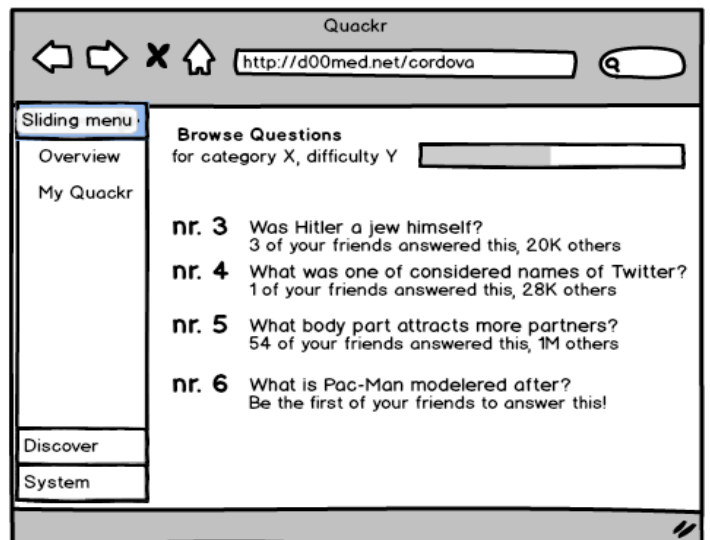 Quackr
http://d00med.net/cordova
Sliding menu
Overview
My Quackr
Discover
System
Browse Questions
for category X, difficulty Y
nr. 3 Was Hitler a jew himself?
3 of your friends answered this, 20K others
nr. 4 What was one of considered names of Twitter?
1 of your friends answered this, 28K others
nr. 5 What body part attracts more partners?
54 of your friends answered this, 1M others
nr. 6 What is Pac-Man modelered after?
Be the first of your friends to answer this!